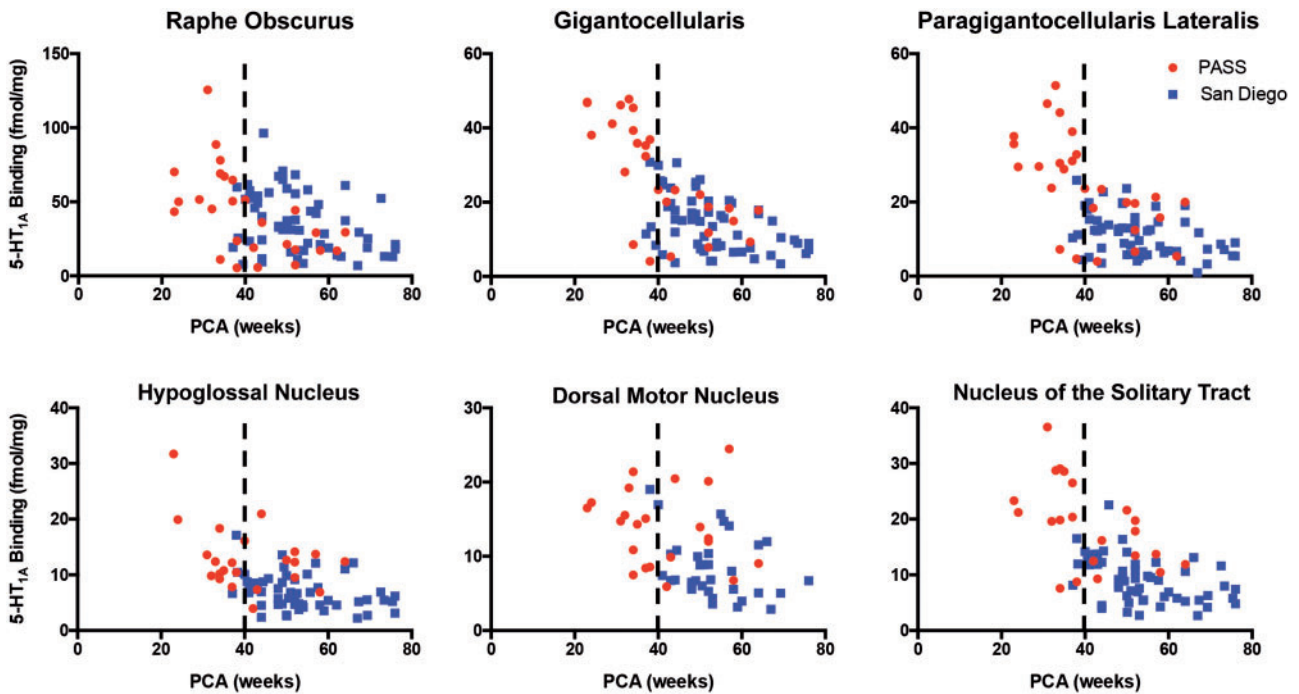 Raphe Obscurus
Gigantocellularis
Paragigantocellularis Lateralis
5-HT1A Binding (fmol/mg)
150
100
50
0
0 20 40 60 80
PCA (weeks)
60
40
20
0
0 20 40 60 80
PCA (weeks)
60
40
20
0
0 20 40 60 80
PCA (weeks)
PASS
San Diego
Hypoglossal Nucleus
Dorsal Motor Nucleus
Nucleus of the Solitary Tract
5-HT1A Binding (fmol/mg)
40
30
20
10
0
0 20 40 60 80
PCA (weeks)
30
20
10
0
0 20 40 60 80
PCA (weeks)
40
30
20
10
0
0 20 40 60 80
PCA (weeks)